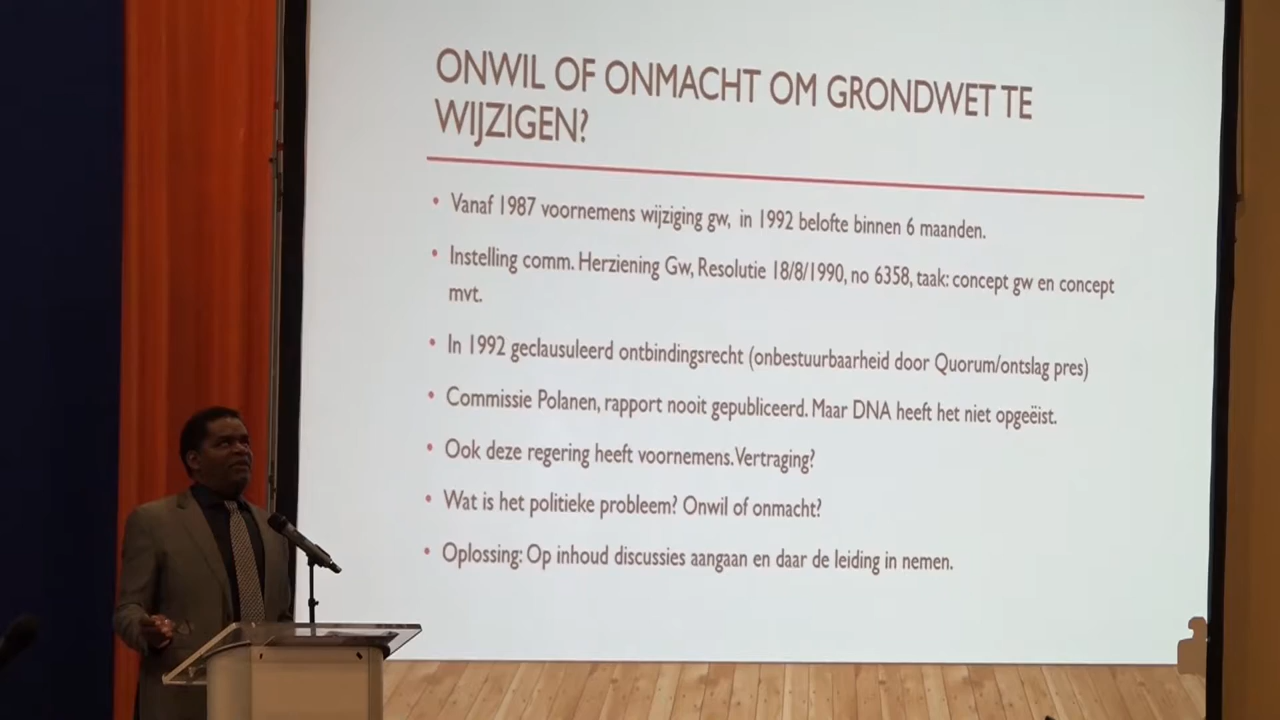 ONWIL OF ONMACHT OM GRONDWET TE
WIJZIGEN?
• Vanaf 1987 voornemens wijziging gw, in 1992 belofte binnen 6 maanden.
• Instelling comm. Herziening Gw, Resolutie 18/8/1990, no 6358, taak: concept gw en concept
mvt.
• In 1992 geclausuleerd ontbindingsrecht (onbestuurbaarheid door Quorum/ontslag pres)
• Commissie Polanen, rapport nooit gepubliceerd. Maar DNA heeft het niet opgeëist.
• Ook deze regering heeft voornemens. Vertraging?
• Wat is het politieke probleem? Onwil of onmacht?
• Oplossing: Op inhoud discussies aangaan en daar de leiding in nemen.